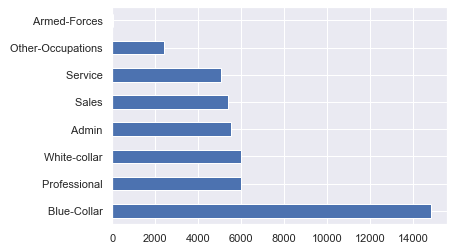 Armed-Forces
Other-Occupations
Service
Sales
Admin
White-collar
Professional
Blue-Collar
0 2000 4000 6000 8000 10000 12000 14000